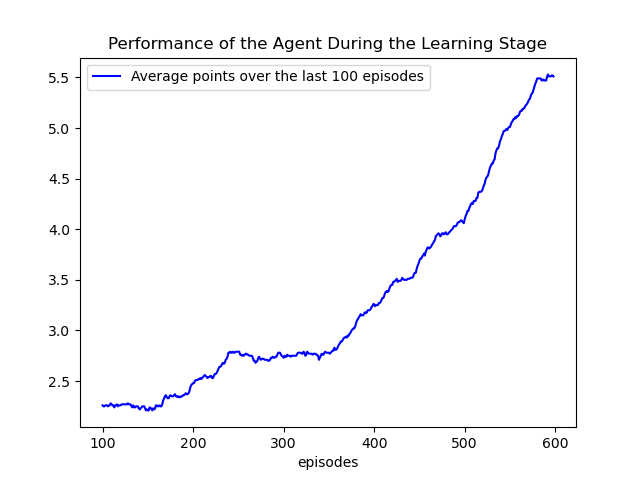 Performance of the Agent During the Learning Stage
Average points over the last 100 episodes
5.5
5.0
4.5
4.0
3.5
3.0
2.5
100 200 300 400 500 600
episodes